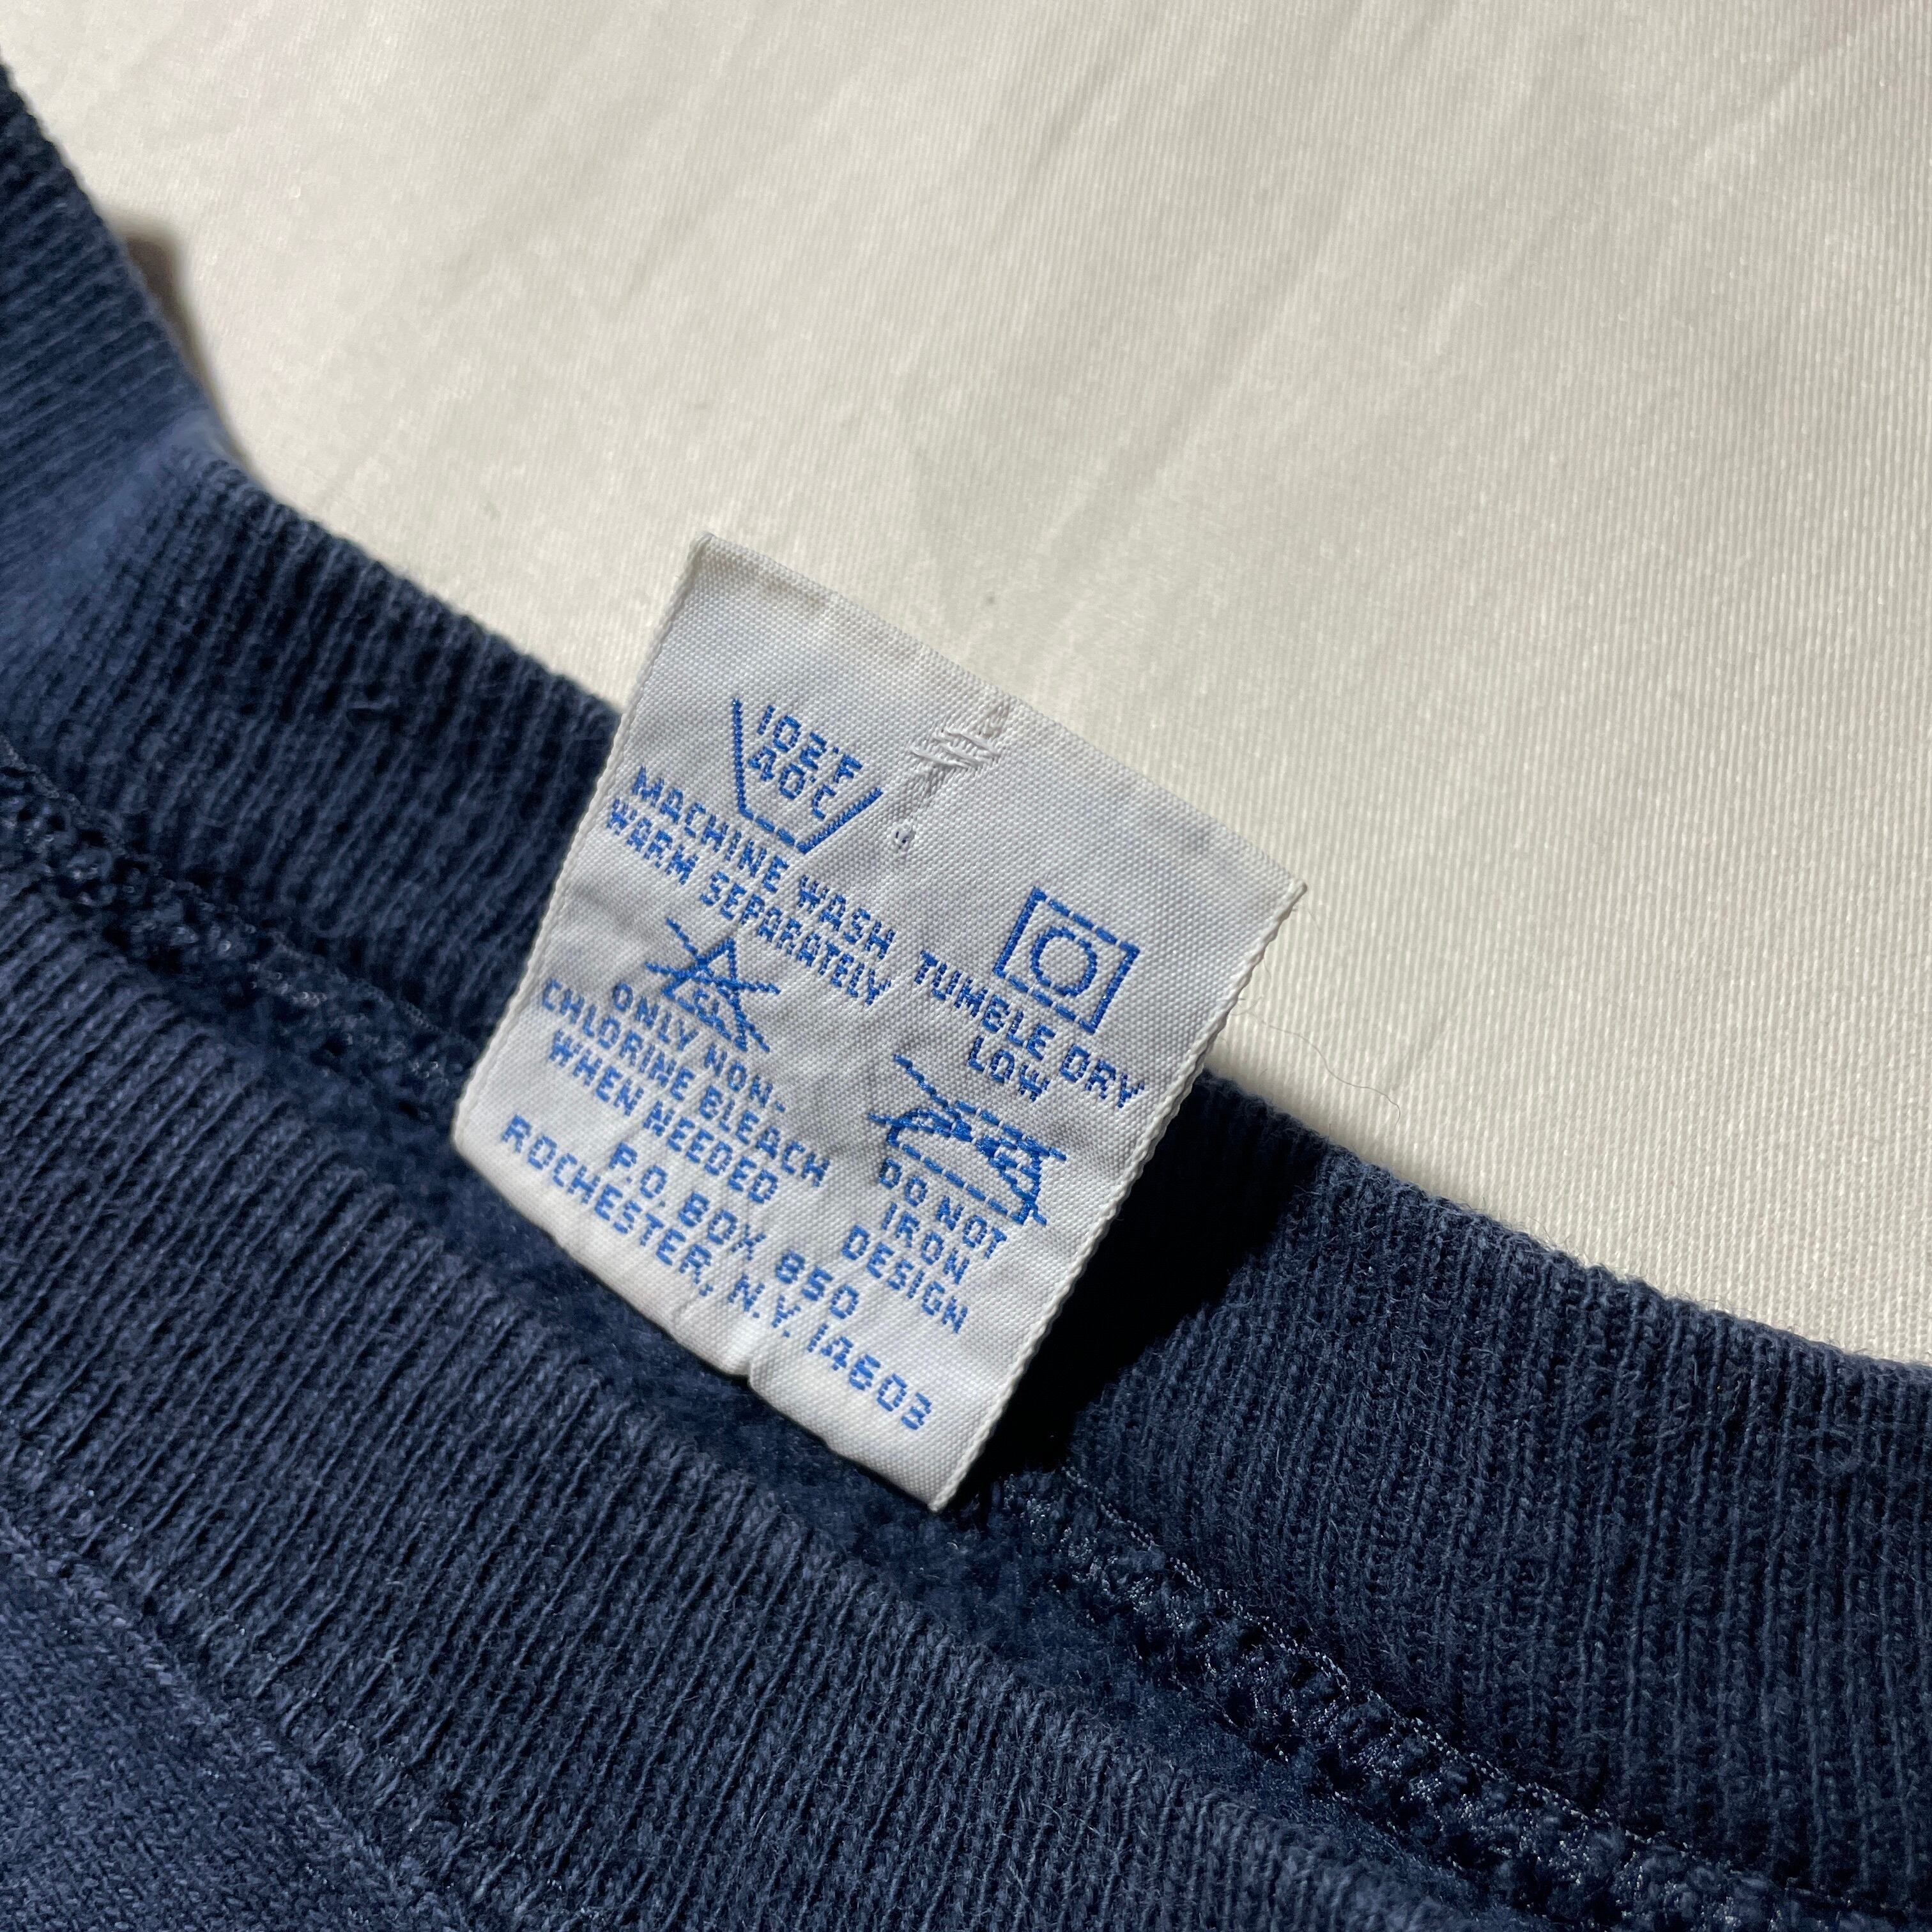 102°F
40°C
MACHINE WASH
WARM SEPARATELY
ONLY NON-
CHLORINE BLEACH
WHEN NEEDED
TUMBLE DRY
LOW
DO NOT
IRON
DESIGN
P.O. BOX 850
ROCHESTER, N.Y. 14603